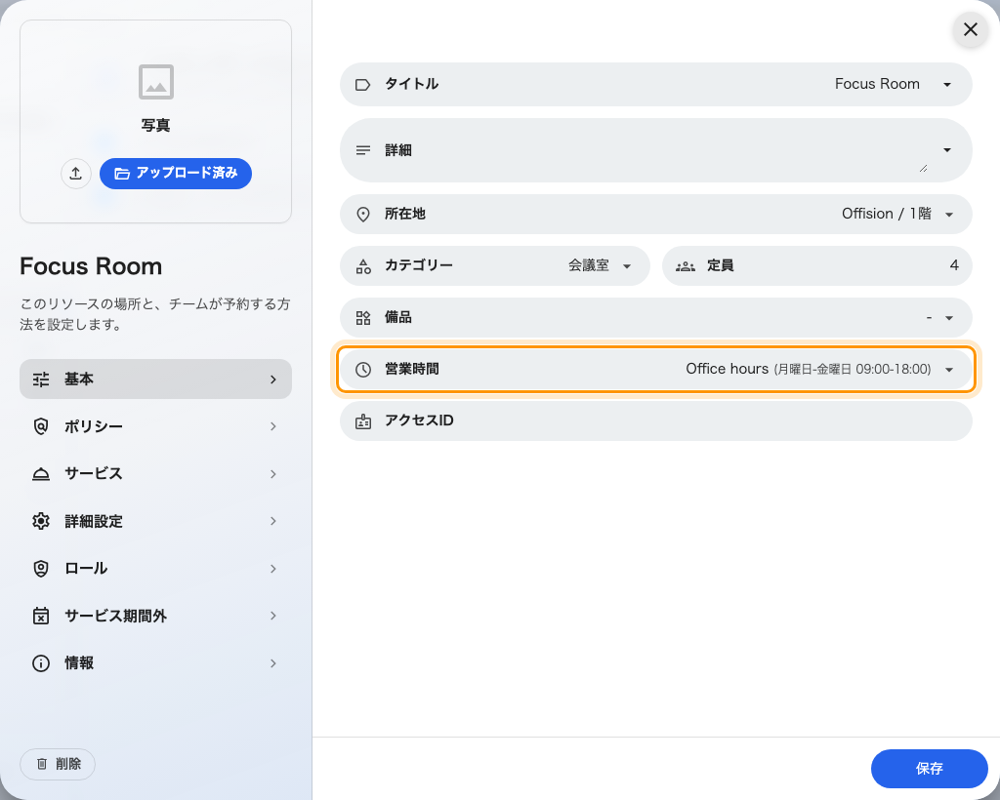 写真
アップロード済み
Focus Room
このリソースの場所と、チームが予約する方
法を設定します。
基本
ポリシー
サービス
詳細設定
ロール
サービス期間外
情報
削除
タイトル Focus Room
詳細
所在地 Offision / 1階
カテゴリー 会議室 定員 4
備品 -
営業時間 Office hours (月曜日-金曜日 09:00-18:00)
アクセスID
保存